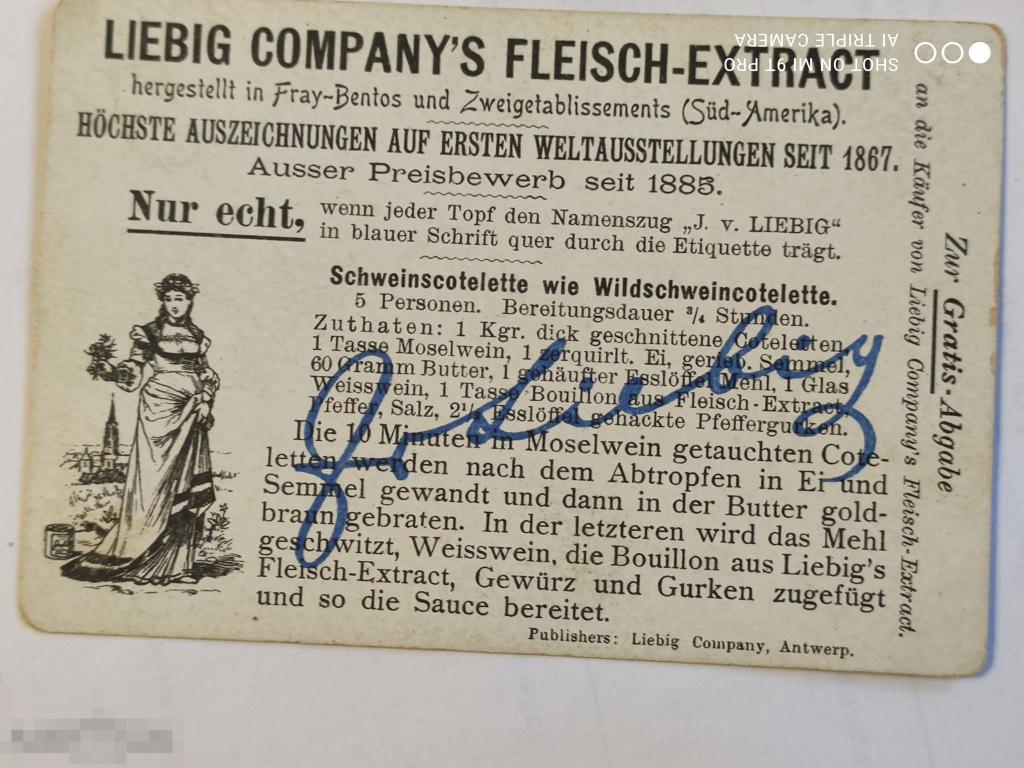 LIEBIG COMPANY'S FLEISCH-EXTRACT
hergestellt in Fray-Bentos und Zweigetablissements (Süd-Amerika).
HÖCHSTE AUSZEICHNUNGEN AUF ERSTEN WELTAUSSTELLUNGEN SEIT 1867.
Ausser Preisbewerb seit 1885.
Nur echt,
wenn jeder Topf den Namenszug „J. v. LIEBIG“
in blauer Schrift quer durch die Etiquette trägt.
Schweinscotelette wie Wildschweincotelette.
5 Personen. Bereitungsdauer ¾ Stunden.
Zuthaten: 1 Kgr. dick geschnittene Coteletten,
1 Tasse Moselwein, 1 zerquirlt. Ei, gerieb. Semmel,
60 Gramm Butter, 1 gehäufter Esslöffel Mehl, 1 Glas
Weisswein, 1 Tasse Bouillon aus Fleisch-Extract,
Pfeffer, Salz, 2½ Esslöffel gehackte Pfeffergurken.
Die 10 Minuten in Moselwein getauchten Cote-
letten werden nach dem Abtropfen in Ei und
Semmel gewandt und dann in der Butter gold-
braun gebraten. In der letzteren wird das Mehl
geschwitzt, Weisswein, die Bouillon aus Liebig's
Fleisch-Extract, Gewürz und Gurken zugefügt
und so die Sauce bereitet.
Publishers: Liebig Company, Antwerp.
J v Liebig
Zur Gratis-Abgabe
an die Käufer von Liebig Company's Fleisch-Extract.
SHOT ON MI 9T PRO
AI TRIPLE CAMERA